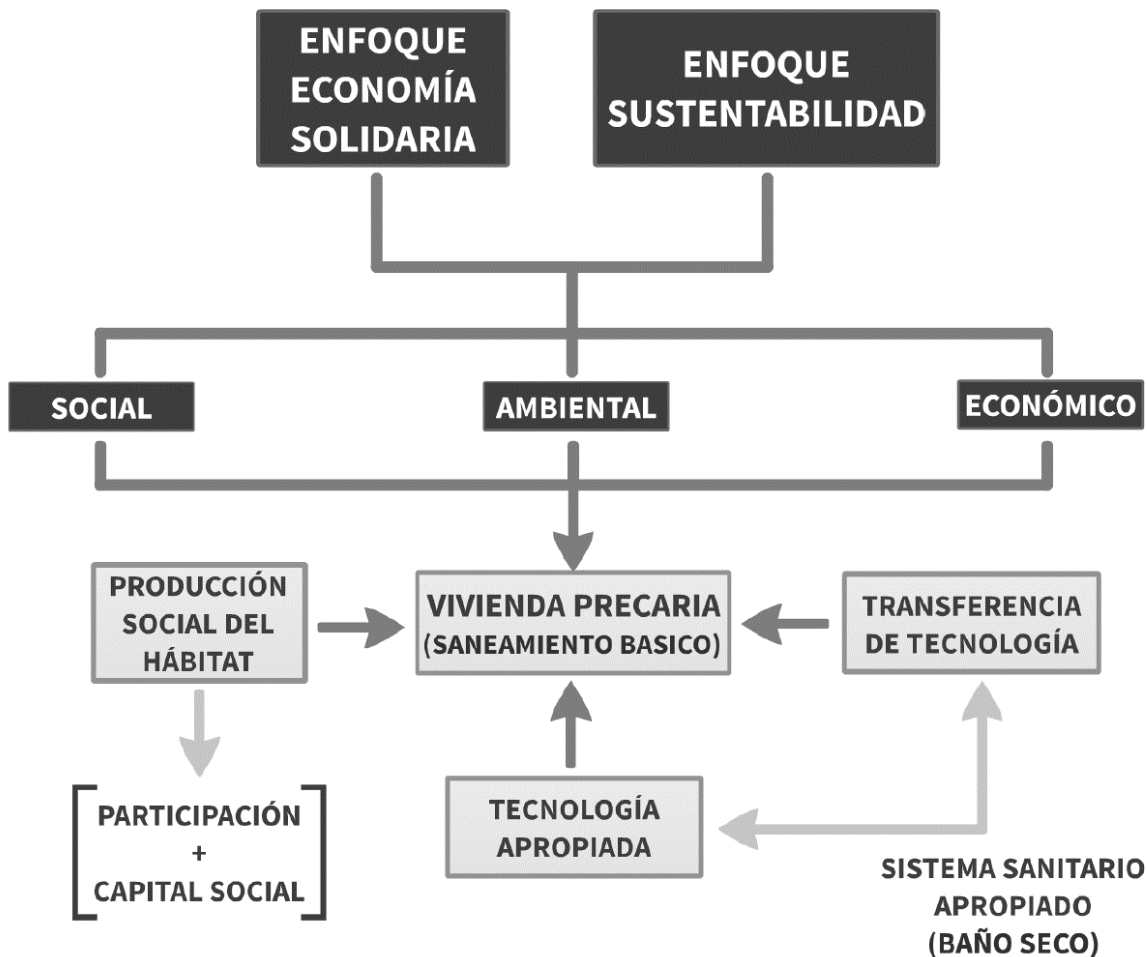 ENFOQUE
ECONOMÍA
SOLIDARIA
ENFOQUE
SUSTENTABILIDAD
SOCIAL
AMBIENTAL
ECONÓMICO
PRODUCCIÓN
SOCIAL DEL
HÁBITAT
VIVIENDA PRECARIA
(SANEAMIENTO BASICO)
TRANSFERENCIA
DE TECNOLOGÍA
PARTICIPACIÓN
+
CAPITAL SOCIAL
TECNOLOGÍA
APROPIADA
SISTEMA SANITARIO
APROPIADO
(BAÑO SECO)